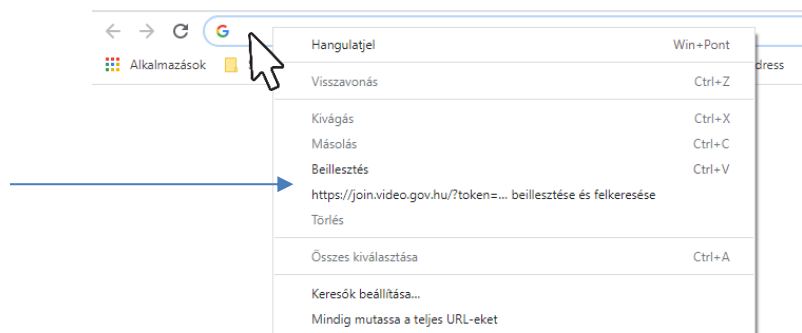 Hangulatjel Win+Pont
Alkalmazások dress
Visszavonás Ctrl+Z
Kivágás Ctrl+X
Másolás Ctrl+C
Beillesztés Ctrl+V
https://join.video.gov.hu/?token=... beillesztése és felkeresése
Törlés
Összes kiválasztása Ctrl+A
Keresők beállítása...
Mindig mutassa a teljes URL-eket